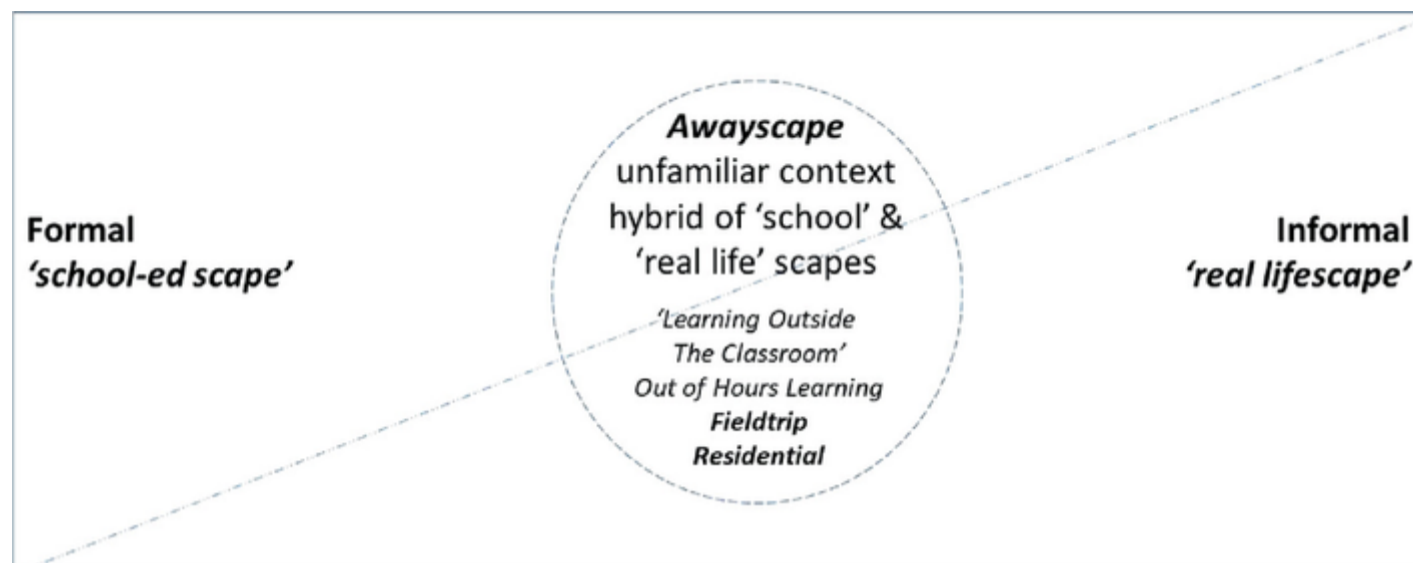 Formal
‘school-ed scape’
Awayscape
unfamiliar context
hybrid of ‘school’ &
‘real life’ scapes
‘Learning Outside
The Classroom’
Out of Hours Learning
Fieldtrip
Residential
Informal
‘real lifescape’